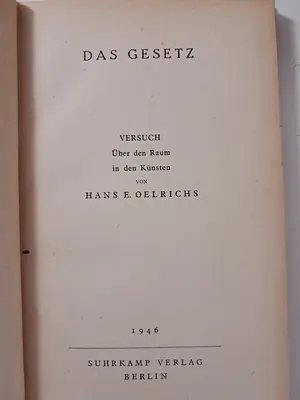 DAS GESETZ
VERSUCH
Über den Raum
in den Künsten
VON
HANS E. OELRICHS
1946
SUHRKAMP VERLAG
BERLIN